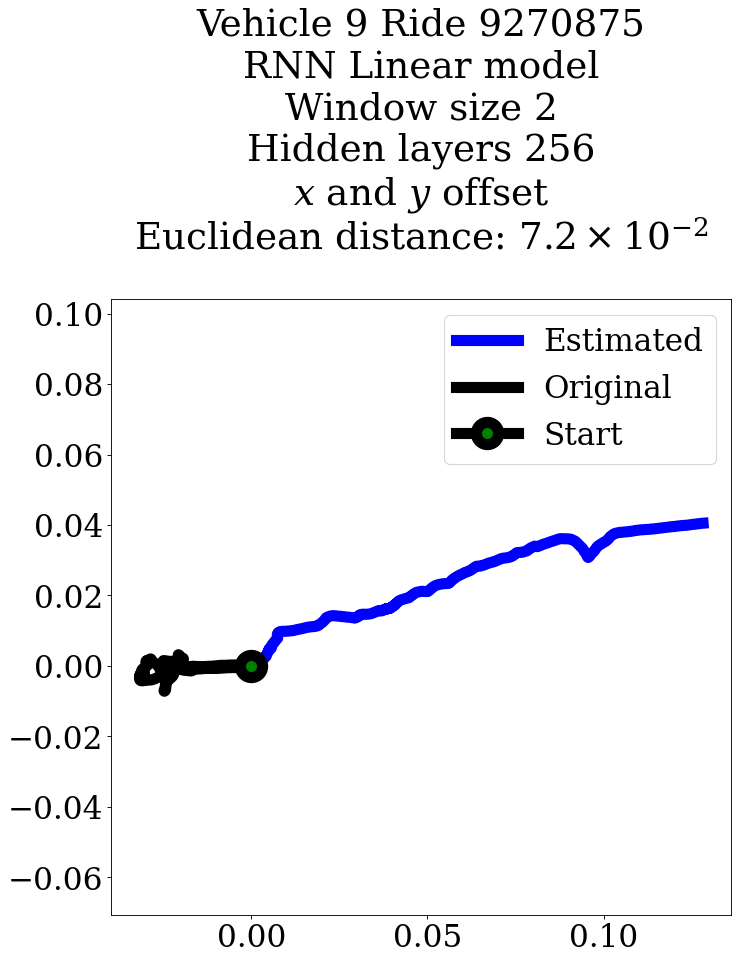 Vehicle 9 Ride 9270875
RNN Linear model
Window size 2
Hidden layers 256
x and y offset
Euclidean distance: 7.2 × 10⁻²
0.10
0.08
0.06
0.04
0.02
0.00
−0.02
−0.04
−0.06
Estimated
Original
Start
0.00 0.05 0.10